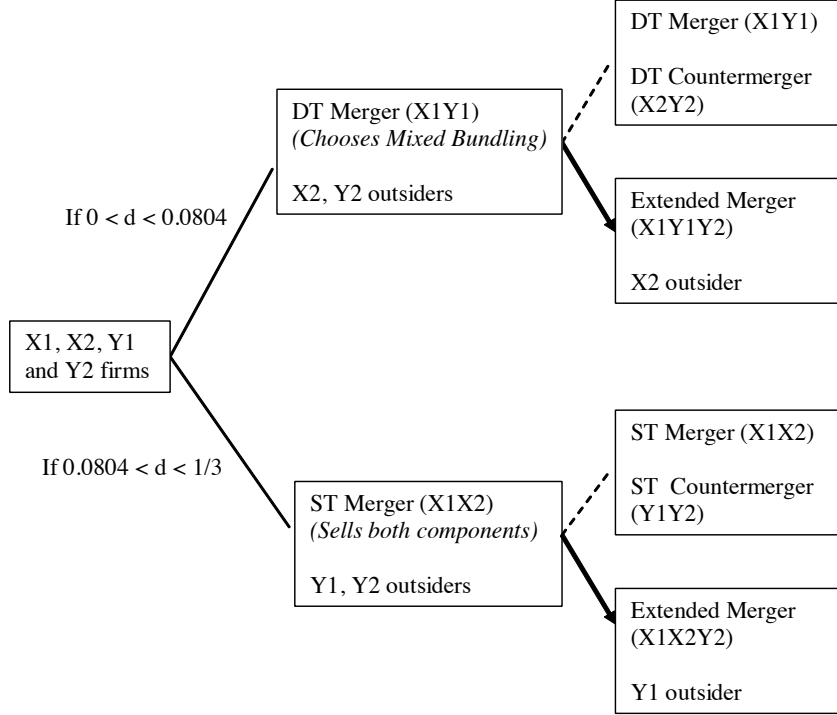 DT Merger (X1Y1)
DT Countermerger
(X2Y2)
DT Merger (X1Y1)
(Chooses Mixed Bundling)
X2, Y2 outsiders
Extended Merger
(X1Y1Y2)
X2 outsider
If 0 < d < 0.0804
X1, X2, Y1
and Y2 firms
If 0.0804 < d < 1/3
ST Merger (X1X2)
(Sells both components)
Y1, Y2 outsiders
ST Merger (X1X2)
ST Countermerger
(Y1Y2)
Extended Merger
(X1X2Y2)
Y1 outsider